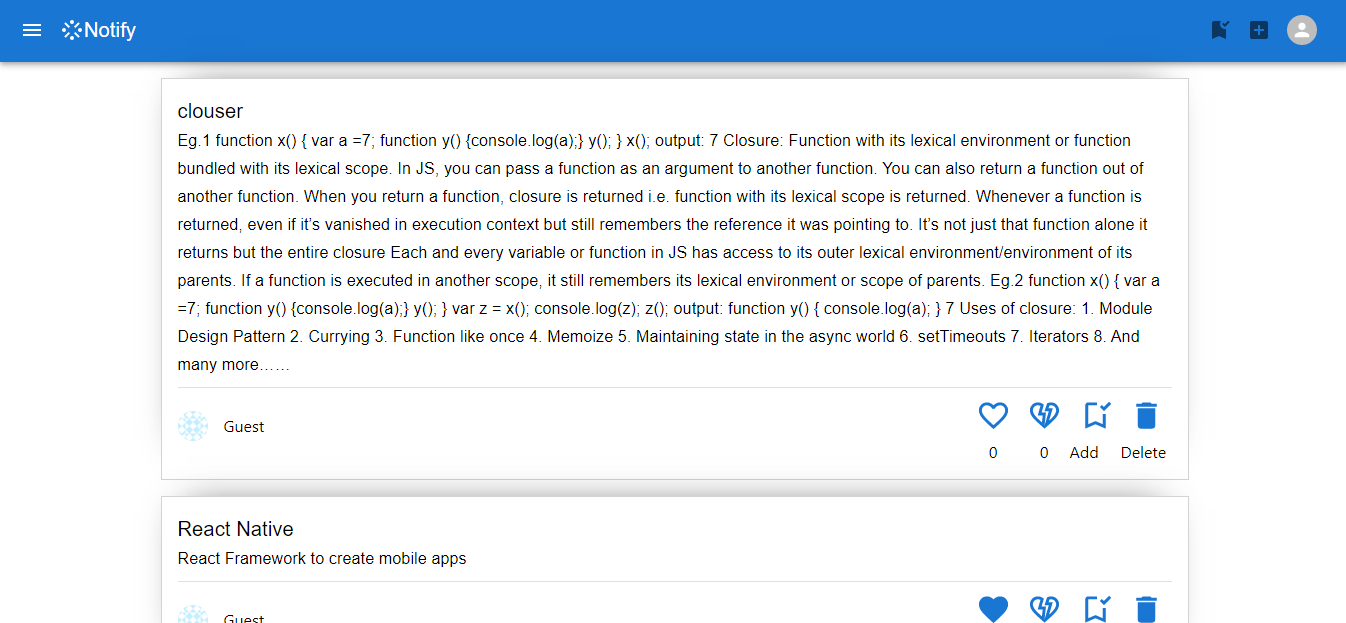 Notify
clouser
Eg.1 function x() { var a =7; function y() {console.log(a);} y(); } x(); output: 7 Closure: Function with its lexical environment or function
bundled with its lexical scope. In JS, you can pass a function as an argument to another function. You can also return a function out of
another function. When you return a function, closure is returned i.e. function with its lexical scope is returned. Whenever a function is
returned, even if it’s vanished in execution context but still remembers the reference it was pointing to. It’s not just that function alone it
returns but the entire closure Each and every variable or function in JS has access to its outer lexical environment/environment of its
parents. If a function is executed in another scope, it still remembers its lexical environment or scope of parents. Eg.2 function x() { var a
=7; function y() {console.log(a);} y(); } var z = x(); console.log(z); z(); output: function y() { console.log(a); } 7 Uses of closure: 1. Module
Design Pattern 2. Currying 3. Function like once 4. Memoize 5. Maintaining state in the async world 6. setTimeouts 7. Iterators 8. And
many more……
Guest
0 0 Add Delete
React Native
React Framework to create mobile apps
Guest